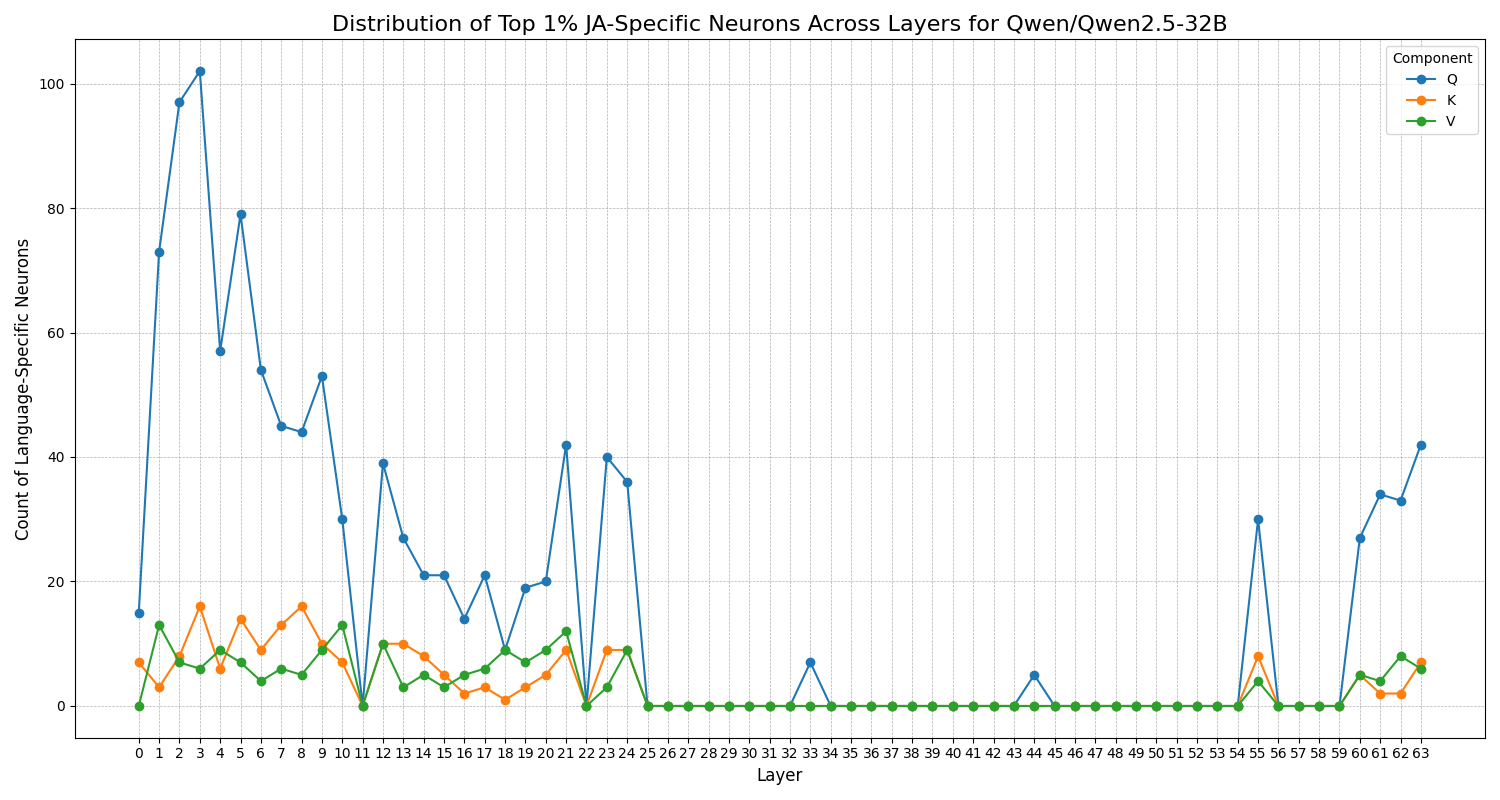 Distribution of Top 1% JA-Specific Neurons Across Layers for Qwen/Qwen2.5-32B
Component
Q
K
V
Count of Language-Specific Neurons
100
80
60
40
20
0
0 1 2 3 4 5 6 7 8 9 10 11 12 13 14 15 16 17 18 19 20 21 22 23 24 25 26 27 28 29 30 31 32 33 34 35 36 37 38 39 40 41 42 43 44 45 46 47 48 49 50 51 52 53 54 55 56 57 58 59 60 61 62 63
Layer